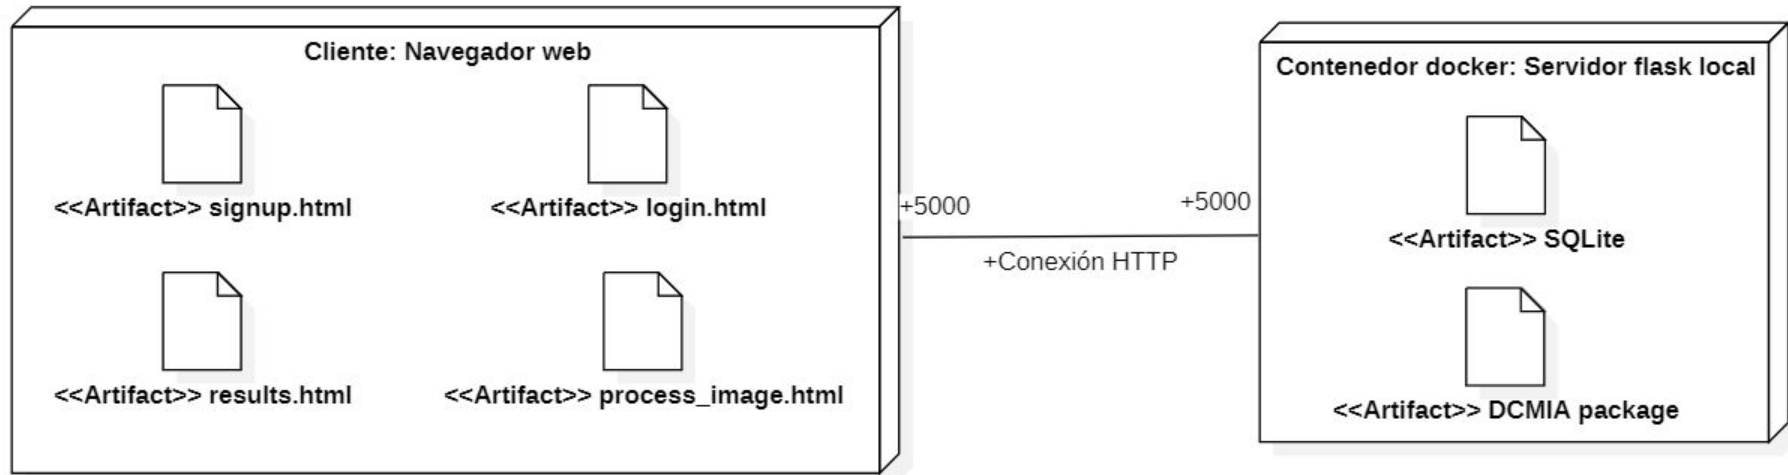 Cliente: Navegador web
<<Artifact>> signup.html
<<Artifact>> login.html
<<Artifact>> results.html
<<Artifact>> process_image.html
+5000
+5000
+Conexión HTTP
Contenedor docker: Servidor flask local
<<Artifact>> SQLite
<<Artifact>> DCMIA package